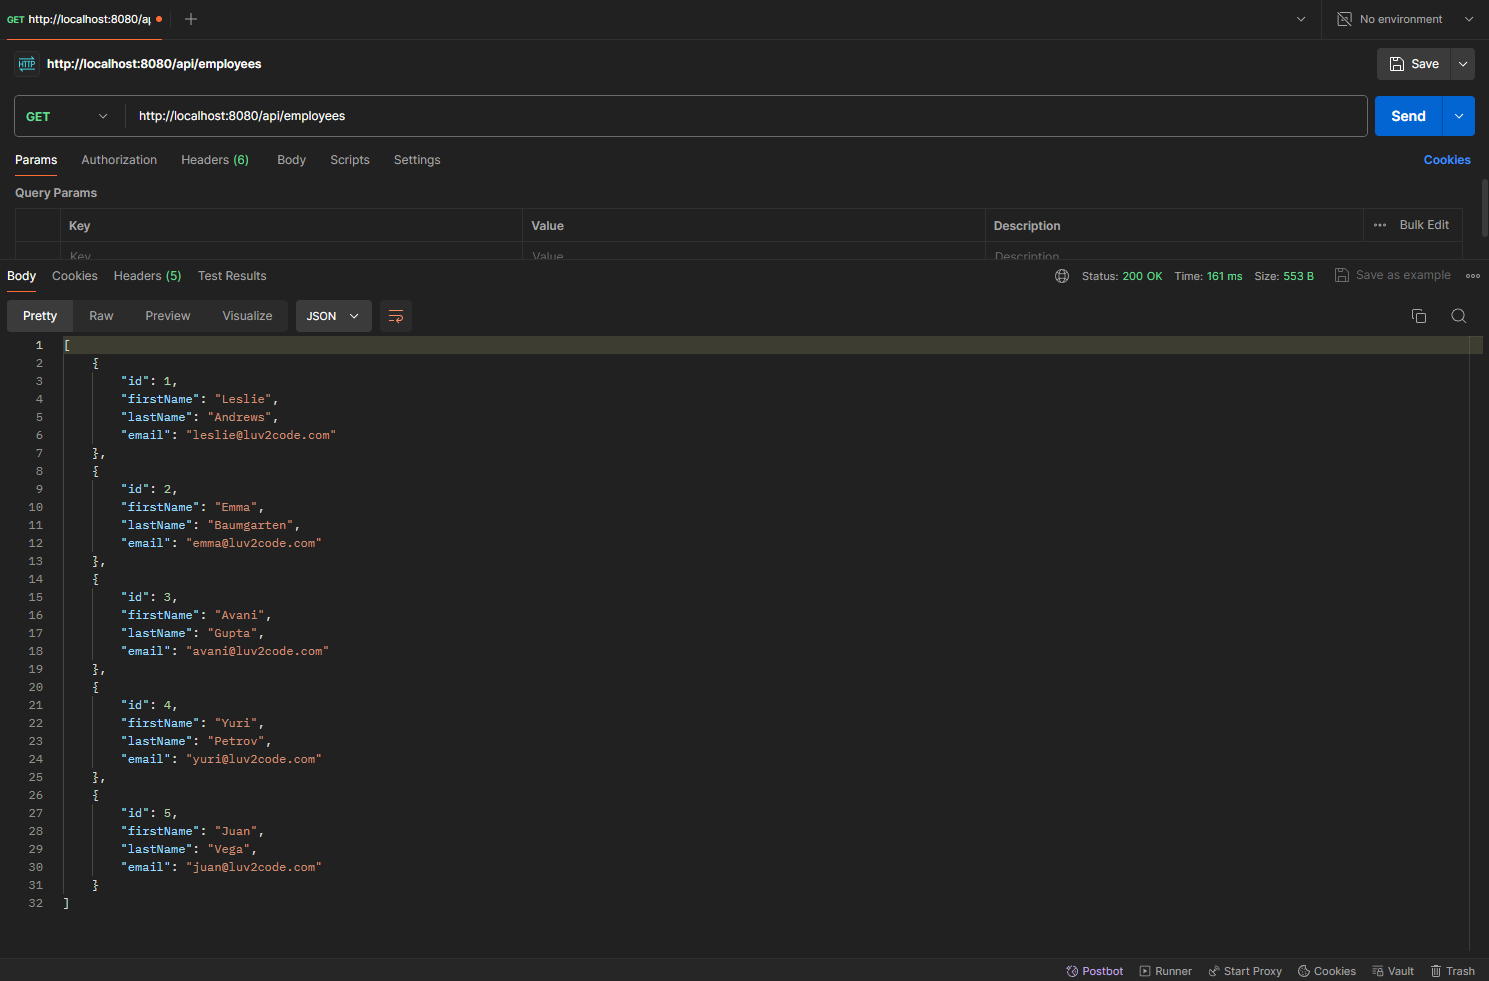 GET http://localhost:8080/a
No environment
HTTP http://localhost:8080/api/employees
Save
GET http://localhost:8080/api/employees
Send
Params Authorization Headers (6) Body Scripts Settings Cookies
Query Params
Key Value Description ••• Bulk Edit
Key Value Description
Body Cookies Headers (5) Test Results Status: 200 OK Time: 161 ms Size: 553 B Save as example
Pretty Raw Preview Visualize JSON
1 [
2 {
3 "id": 1,
4 "firstName": "Leslie",
5 "lastName": "Andrews",
6 "email": "leslie@luv2code.com"
7 },
8 {
9 "id": 2,
10 "firstName": "Emma",
11 "lastName": "Baumgarten",
12 "email": "emma@luv2code.com"
13 },
14 {
15 "id": 3,
16 "firstName": "Avani",
17 "lastName": "Gupta",
18 "email": "avani@luv2code.com"
19 },
20 {
21 "id": 4,
22 "firstName": "Yuri",
23 "lastName": "Petrov",
24 "email": "yuri@luv2code.com"
25 },
26 {
27 "id": 5,
28 "firstName": "Juan",
29 "lastName": "Vega",
30 "email": "juan@luv2code.com"
31 }
32 ]
Postbot Runner Start Proxy Cookies Vault Trash